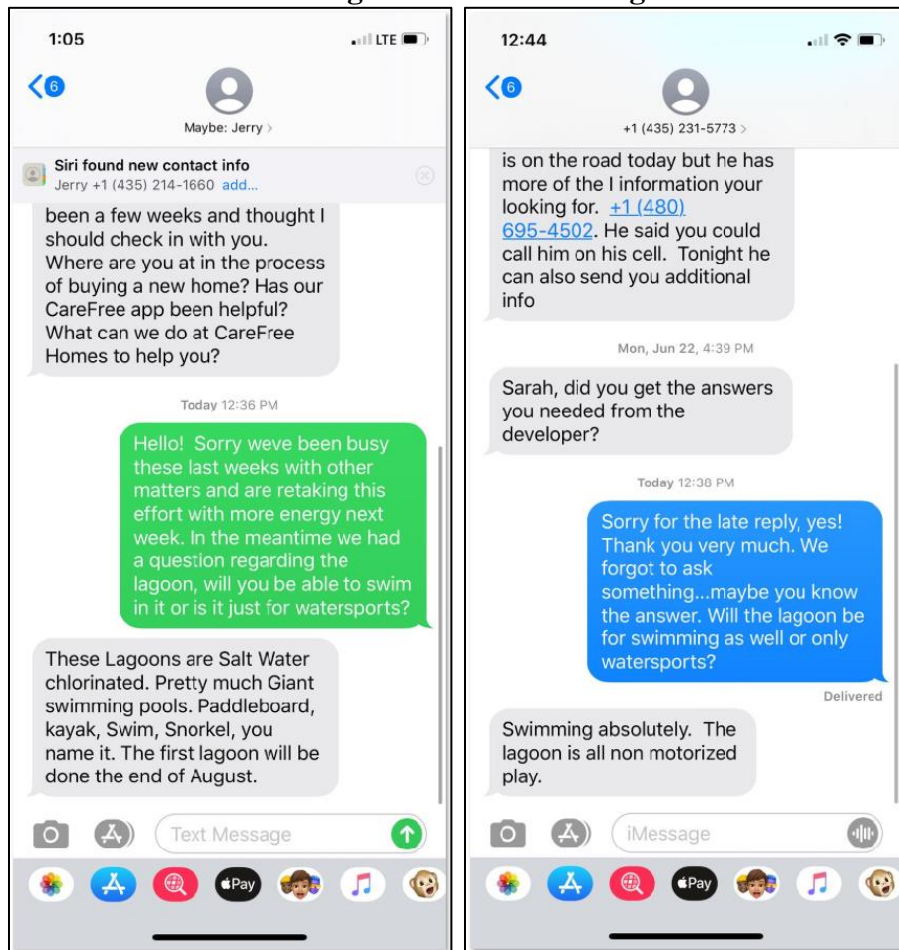 1:05
LTE
6
Maybe: Jerry >
Siri found new contact info
Jerry +1 (435) 214-1660 add...
been a few weeks and thought I
should check in with you.
Where are you at in the process
of buying a new home? Has our
CareFree app been helpful?
What can we do at CareFree
Homes to help you?
Today 12:36 PM
Hello! Sorry weve been busy
these last weeks with other
matters and are retaking this
effort with more energy next
week. In the meantime we had
a question regarding the
lagoon, will you be able to swim
in it or is it just for watersports?
These Lagoons are Salt Water
chlorinated. Pretty much Giant
swimming pools. Paddleboard,
kayak, Swim, Snorkel, you
name it. The first lagoon will be
done the end of August.
Text Message
Pay
12:44
6
+1 (435) 231-5773 >
is on the road today but he has
more of the I information your
looking for. +1 (480)
695-4502. He said you could
call him on his cell. Tonight he
can also send you additional
info
Mon, Jun 22, 4:39 PM
Sarah, did you get the answers
you needed from the
developer?
Today 12:38 PM
Sorry for the late reply, yes!
Thank you very much. We
forgot to ask
something...maybe you know
the answer. Will the lagoon be
for swimming as well or only
watersports?
Delivered
Swimming absolutely. The
lagoon is all non motorized
play.
iMessage
Pay